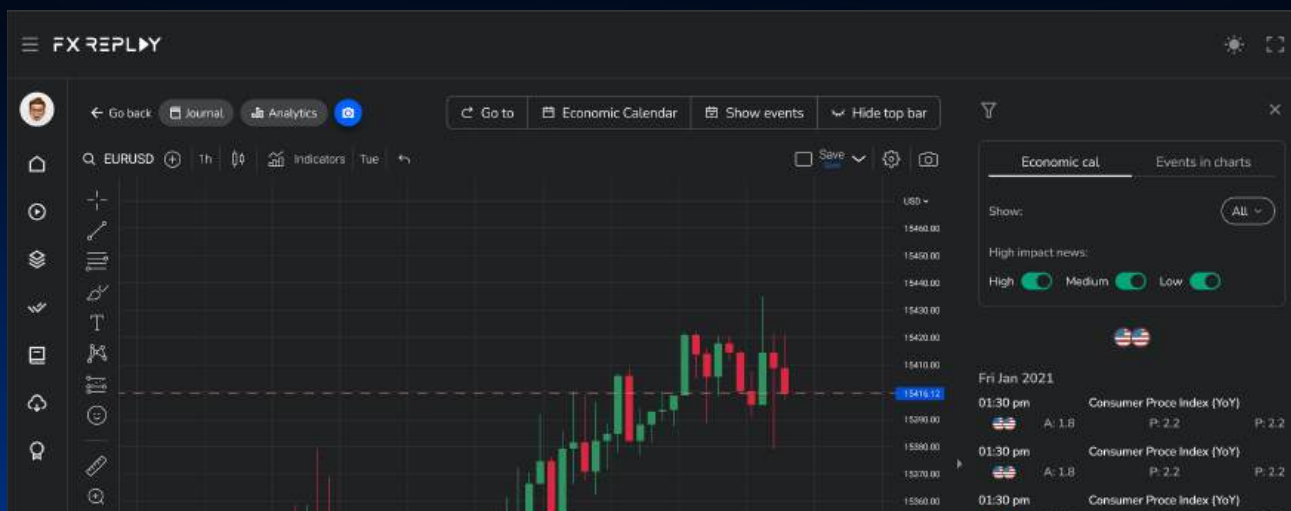 FX REPLAY
Go back Journal Analytics Go to Economic Calendar Show events Hide top bar
EURUSD 1h Indicators Tue Save
USD
15460.00
15450.00
15440.00
15430.00
15420.00
15410.00
15416.12
15390.00
15380.00
15370.00
15360.00
Economic cal Events in charts
Show: All
High impact news:
High Medium Low
Fri Jan 2021
01:30 pm Consumer Proce Index (YoY)
A: 1.8 P: 2.2 P: 2.2
01:30 pm Consumer Proce Index (YoY)
A: 1.8 P: 2.2 P: 2.2
01:30 pm Consumer Proce Index (YoY)